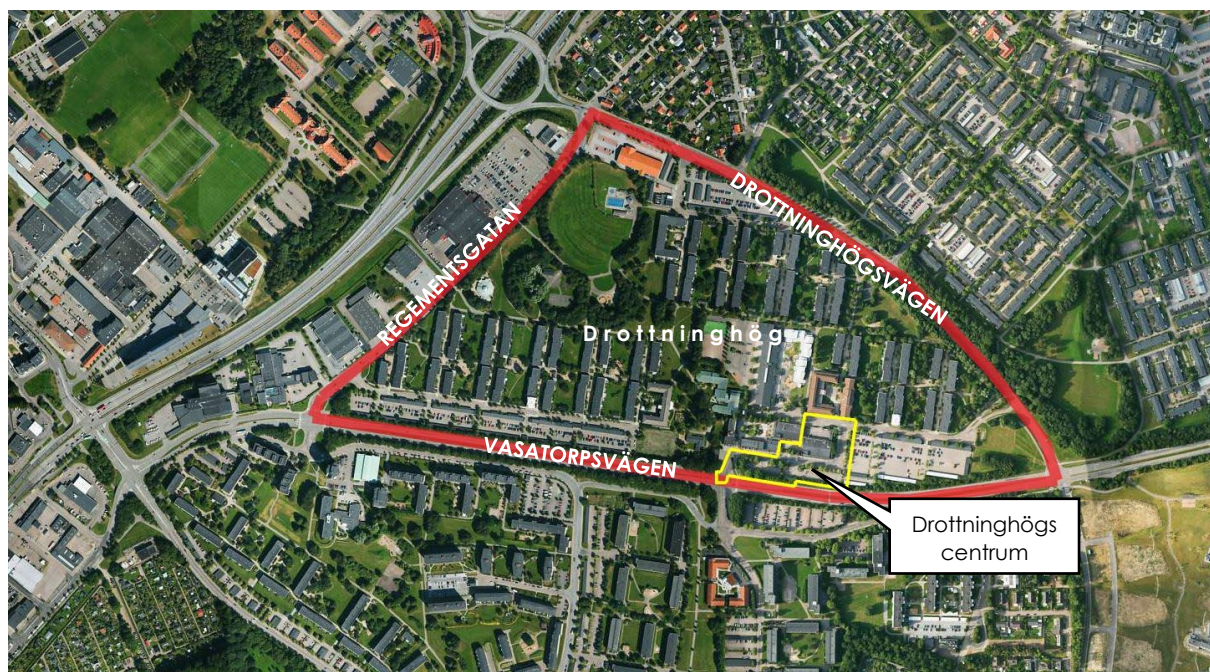 DROTTNINGHÖGSVÄGEN
REGEMENTSGATAN
Drottninghög
VASATORPSVÄGEN
Drottninghögs
centrum